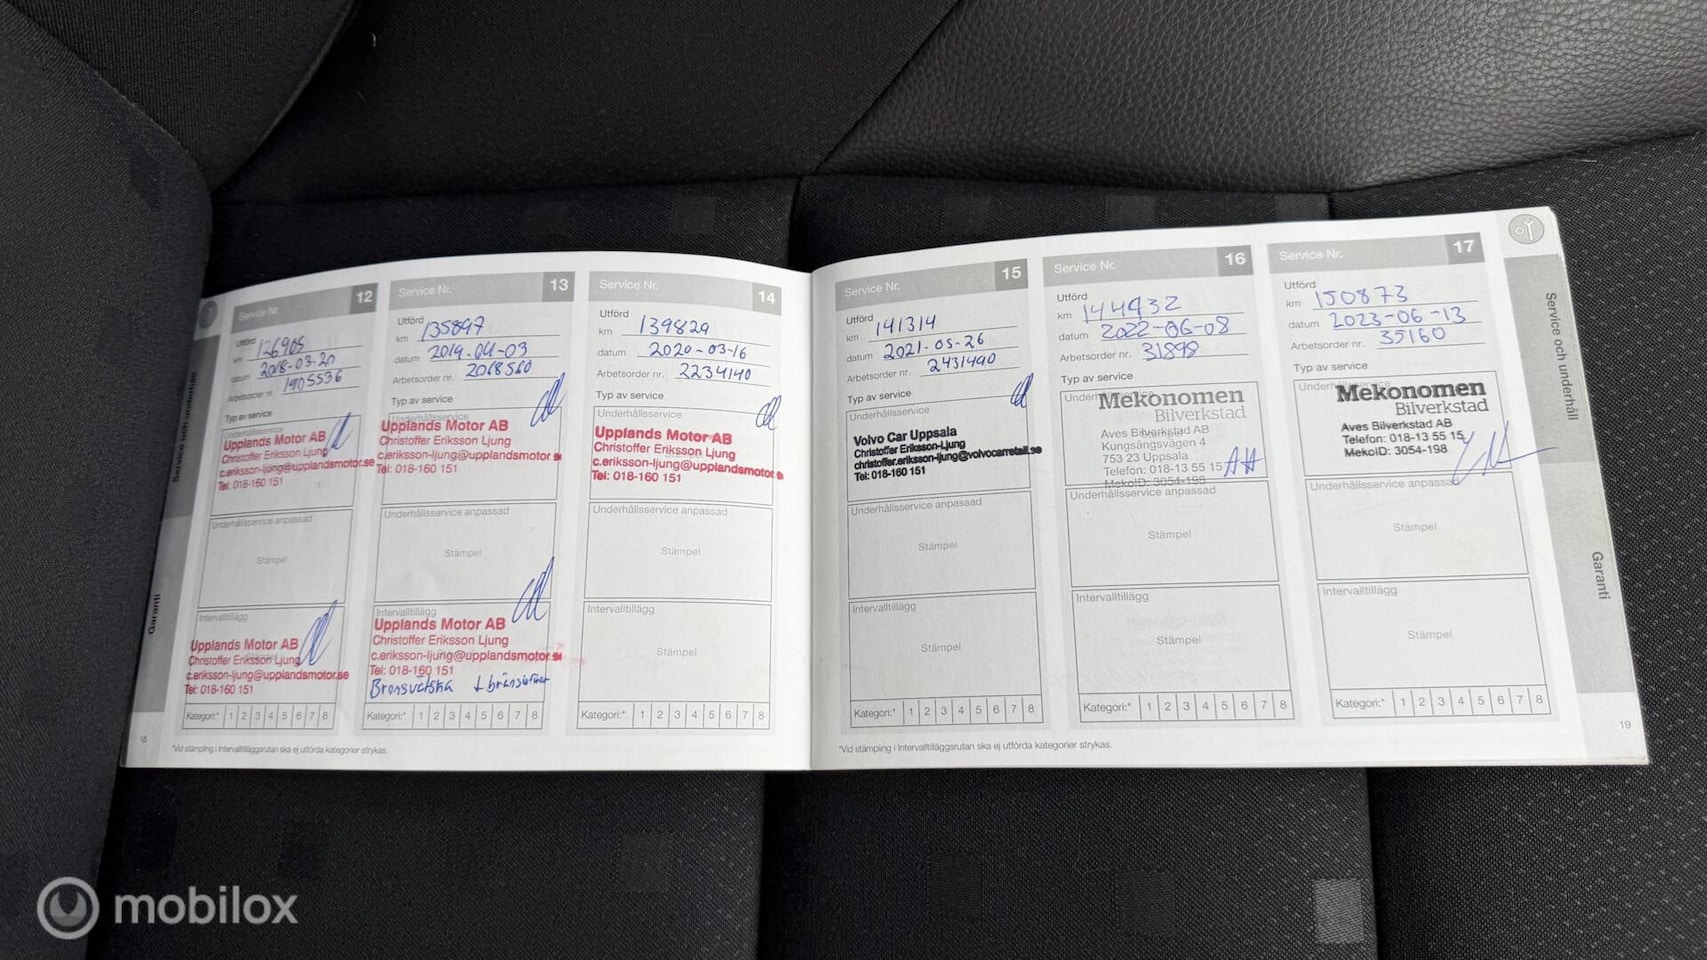 Service Nr. 12
Utförd
km 126905
datum 2018-03-20
Arbetsorder nr. 1905536
Typ av service
Underhållsservice
Upplands Motor AB
Christoffer Eriksson Ljung
c.eriksson-ljung@upplandsmotor.se
Tel: 018-160 151
Underhållsservice anpassad
Stämpel
Intervalltillägg
Upplands Motor AB
Christoffer Eriksson Ljung
c.eriksson-ljung@upplandsmotor.se
Tel: 018-160 151
Kategori:* 1 2 3 4 5 6 7 8
Service Nr. 13
Utförd
km 135897
datum 2019-04-03
Arbetsorder nr. 2068560
Typ av service
Underhållsservice
Upplands Motor AB
Christoffer Eriksson Ljung
c.eriksson-ljung@upplandsmotor.se
Tel: 018-160 151
Underhållsservice anpassad
Stämpel
Intervalltillägg
Upplands Motor AB
Christoffer Eriksson Ljung
c.eriksson-ljung@upplandsmotor.se
Tel: 018-160 151
Bromsvätska
Kategori:* 1 2 3 4 5 6 7 8
Service Nr. 14
Utförd
km 139829
datum 2020-03-16
Arbetsorder nr. 2234140
Typ av service
Underhållsservice
Upplands Motor AB
Christoffer Eriksson Ljung
c.eriksson-ljung@upplandsmotor.se
Tel: 018-160 151
Underhållsservice anpassad
Stämpel
Intervalltillägg
Stämpel
Kategori:* 1 2 3 4 5 6 7 8
*Vid stämpling i Intervalltilläggsrutan ska ej utförda kategorier strykas.
Service och underhåll
Garanti
Service Nr. 15
Utförd
km 141314
datum 2021-05-26
Arbetsorder nr. 2431490
Typ av service
Underhållsservice
Volvo Car Uppsala
Christoffer Eriksson-Ljung
christoffer.eriksson-ljung@volvocarretail.se
Tel: 018-160 151
Underhållsservice anpassad
Stämpel
Intervalltillägg
Stämpel
Kategori:* 1 2 3 4 5 6 7 8
Service Nr. 16
Utförd
km 144932
datum 2022-06-08
Arbetsorder nr. 31898
Typ av service
Underhållsservice
Mekonomen
Bilverkstad
Aves Bilverkstad AB
Kungsängsvägen 4
753 23 Uppsala
Telefon: 018-13 55 15
MekoID: 3054-198
AH
Underhållsservice anpassad
Stämpel
Intervalltillägg
Stämpel
Kategori:* 1 2 3 4 5 6 7 8
Service Nr. 17
Utförd
km 150873
datum 2023-06-13
Arbetsorder nr. 35160
Typ av service
Underhållsservice
Mekonomen
Bilverkstad
Aves Bilverkstad AB
Telefon: 018-13 55 15
MekoID: 3054-198
Underhållsservice anpassad
Stämpel
Intervalltillägg
Stämpel
Kategori:* 1 2 3 4 5 6 7 8
*Vid stämpling i Intervalltilläggsrutan ska ej utförda kategorier strykas.
Service och underhåll
Garanti
19
mobilox